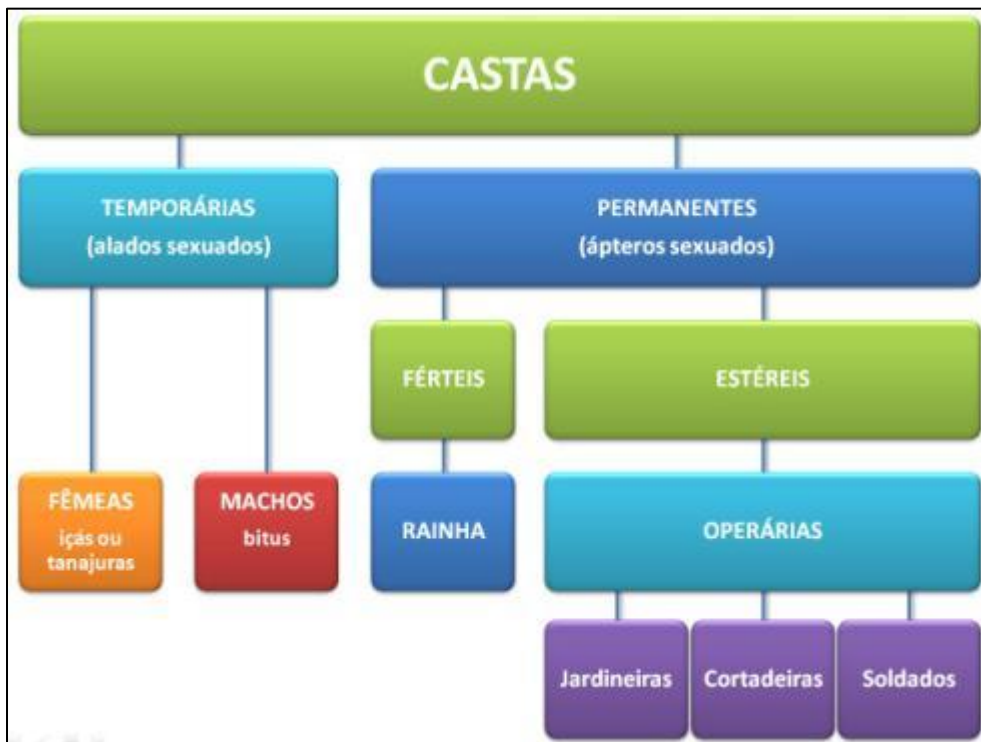 CASTAS
TEMPORÁRIAS
(alados sexuados)
PERMANENTES
(ápteros sexuados)
FÉRTEIS
ESTÉREIS
FÊMEAS
içás ou
tanajuras
MACHOS
bitus
RAINHA
OPERÁRIAS
Jardineiras
Cortadeiras
Soldados